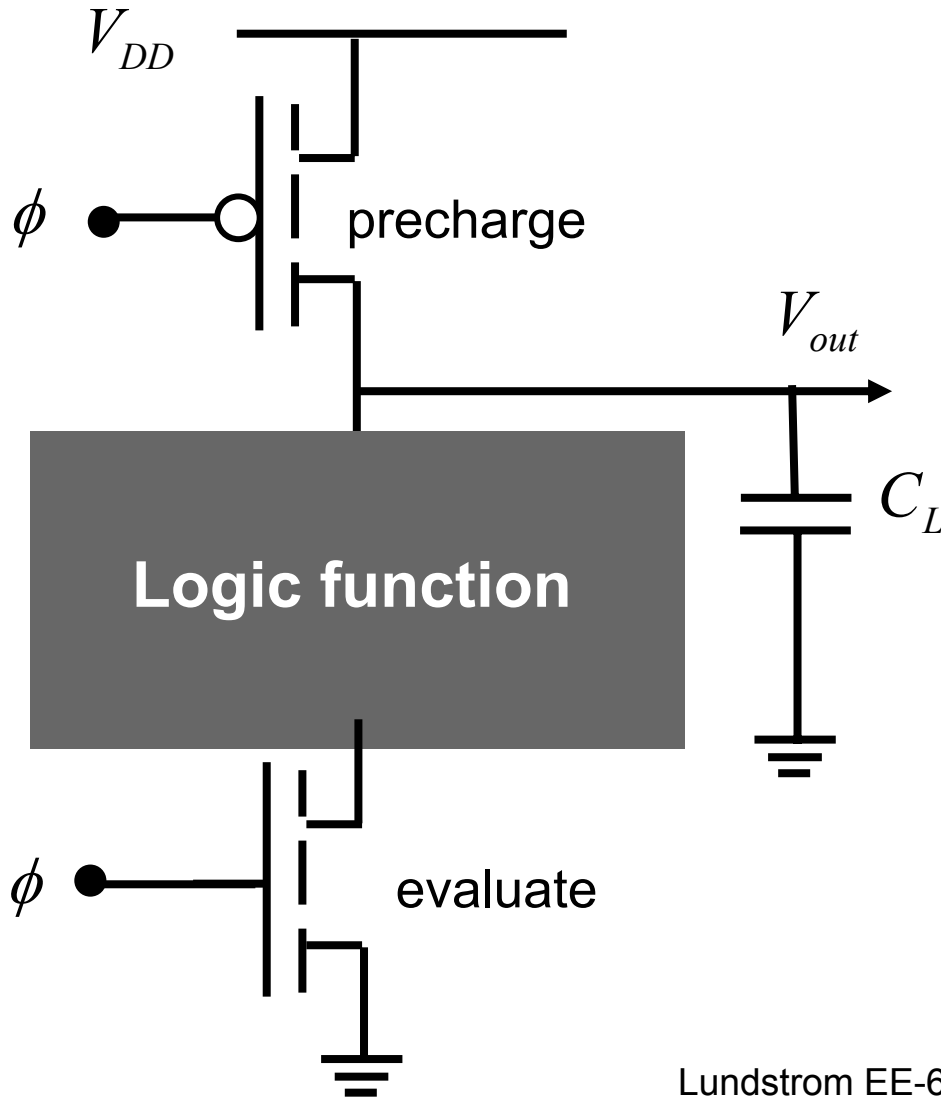 V_DD
ϕ
precharge
V_out
C_L
Logic function
ϕ
evaluate
Lundstrom EE-6